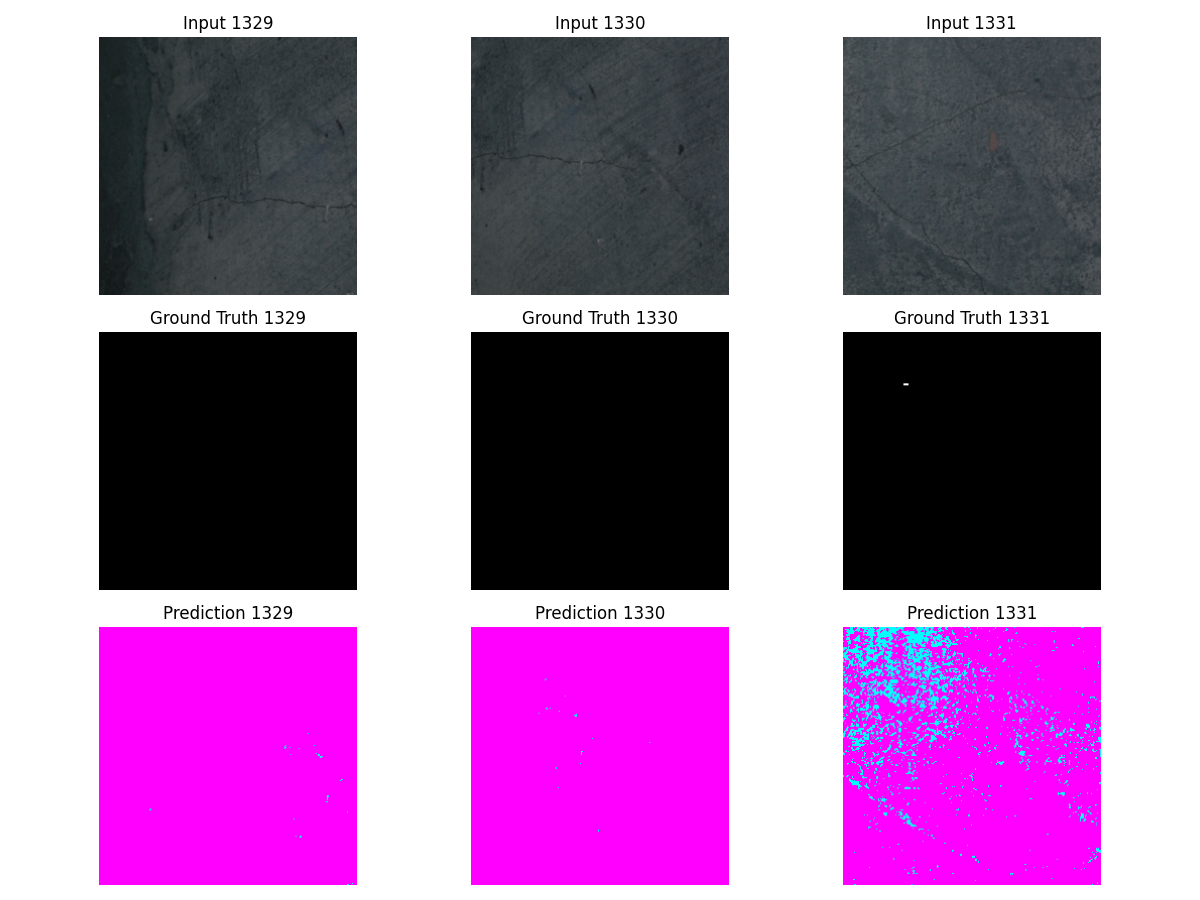 Input 1329
Input 1330
Input 1331
Ground Truth 1329
Ground Truth 1330
Ground Truth 1331
Prediction 1329
Prediction 1330
Prediction 1331